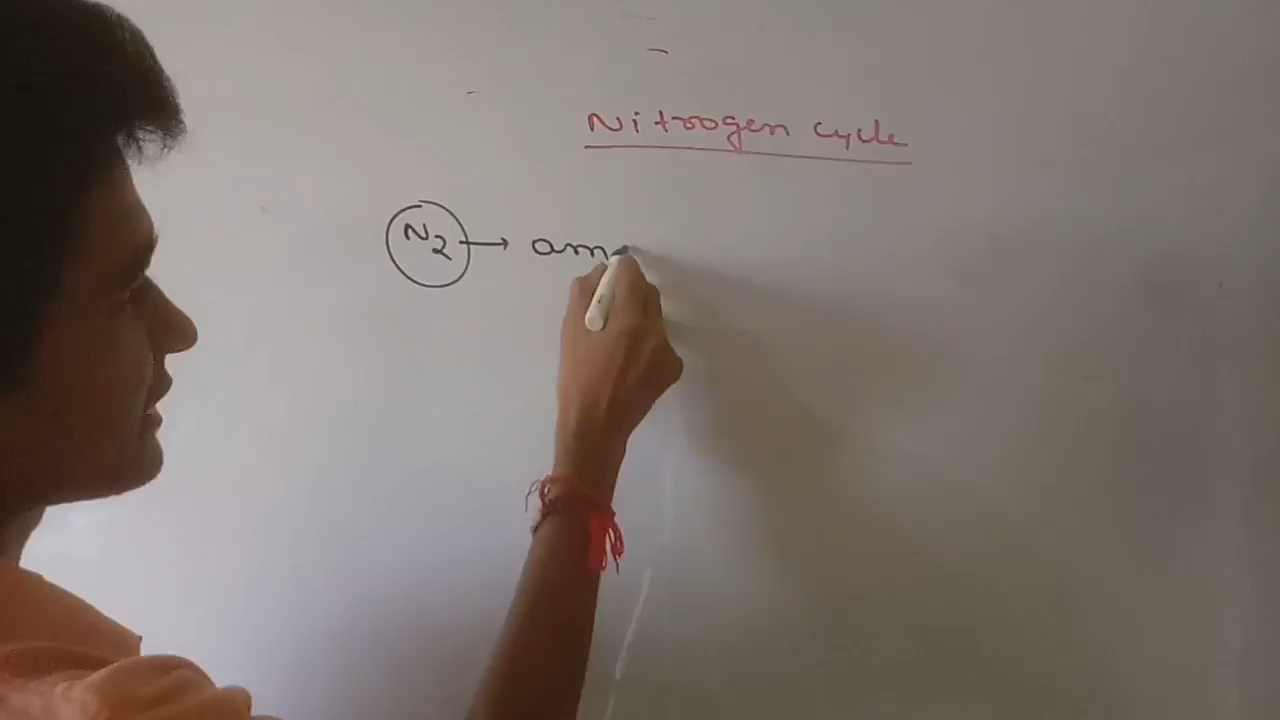 Nitrogen cycle
N2 → am